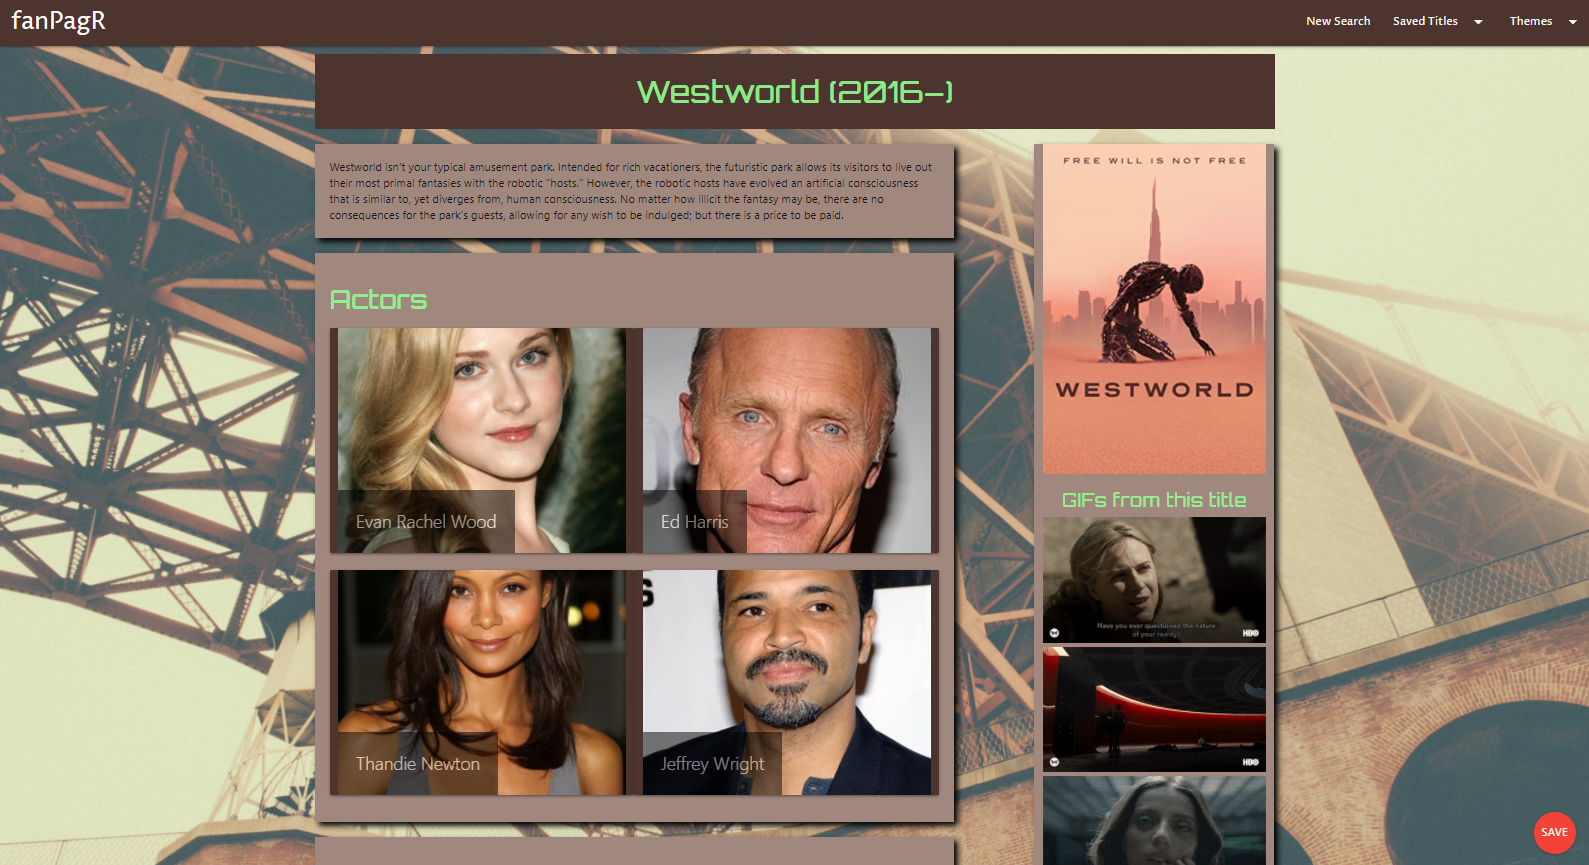 fanPagR
New Search
Saved Titles
Themes
Westworld (2016–)
Westworld isn't your typical amusement park. Intended for rich vacationers, the futuristic park allows its visitors to live out
their most primal fantasies with the robotic "hosts." However, the robotic hosts have evolved an artificial consciousness
that is similar to, yet diverges from, human consciousness. No matter how illicit the fantasy may be, there are no
consequences for the park's guests, allowing for any wish to be indulged; but there is a price to be paid.
Actors
Evan Rachel Wood
Ed Harris
Thandie Newton
Jeffrey Wright
FREE WILL IS NOT FREE
WESTWORLD
GIFs from this title
Have you ever questioned the nature
of your reality?
HBO
HBO
SAVE